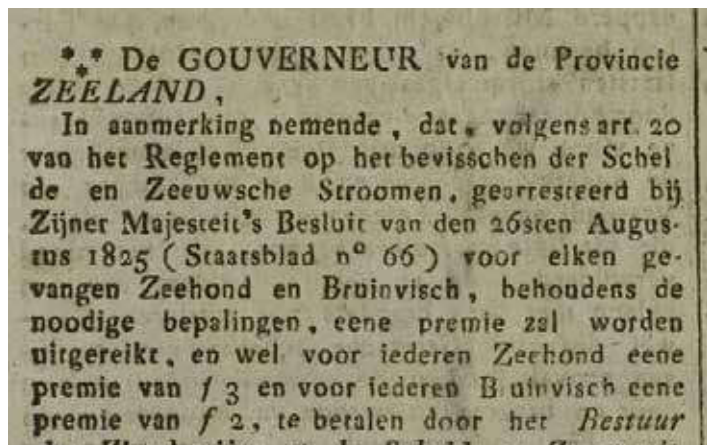 *⁎* De GOUVERNEUR van de Provincie
ZEELAND,
In aanmerking nemende, dat, volgens art. 20
van het Reglement op het bevisschen der Schel
de en Zeeuwsche Stroomen, gearresteerd bij
Zijner Majesteit's Besluit van den 26sten Augus-
tus 1825 (Staatsblad nº 66) voor elken ge-
vangen Zeehond en Bruinvisch, behoudens de
noodige bepalingen, eene premie zal worden
uitgereikt, en wel voor iederen Zeehond eene
premie van f 3 en voor iederen B uinvisch eene
premie van f 2, te betalen door het Bestuur